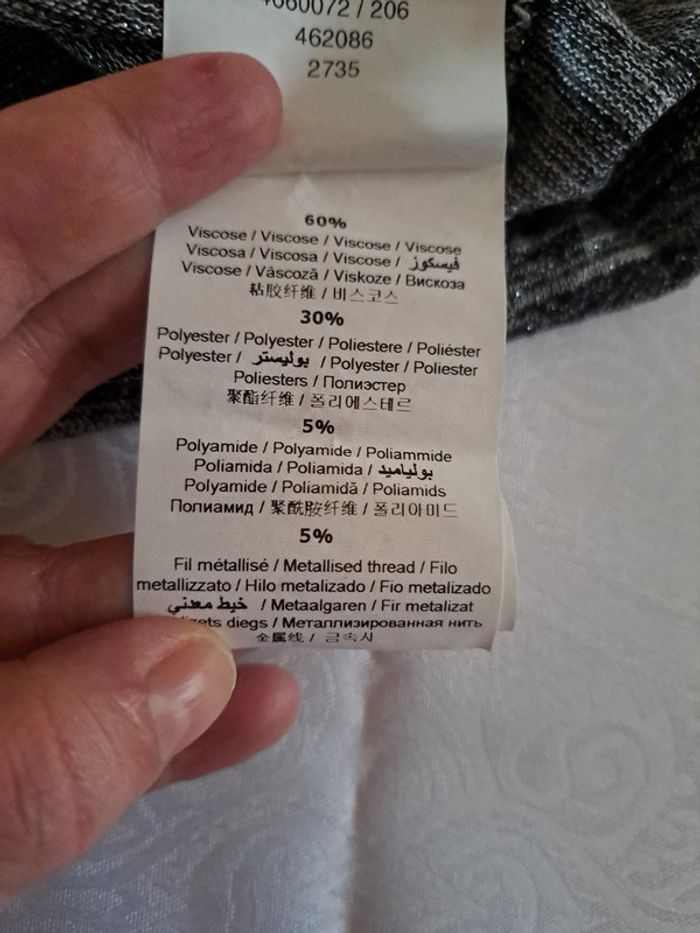 / 206
462086
2735
60%
Viscose / Viscose / Viscose / Viscose
Viscosa / Viscosa / Viscose / فيسكوز
Viscose / Vâscoză / Viskoze / Вискоза
粘胶纤维 / 비스코스
30%
Polyester / Polyester / Poliestere / Poliéster
Polyester / بوليستر / Polyester / Poliester
Poliesters / Полиэстер
聚酯纤维 / 폴리에스테르
5%
Polyamide / Polyamide / Poliammide
Poliamida / Poliamida / بولياميد
Polyamide / Poliamidă / Poliamids
Полиамид / 聚酰胺纤维 / 폴리아미드
5%
Fil métallisé / Metallised thread / Filo
metallizzato / Hilo metalizado / Fio metalizado
خيط معدني / Metaalgaren / Fir metalizat
diegs / Металлизированная нить
金属线 / 금속사